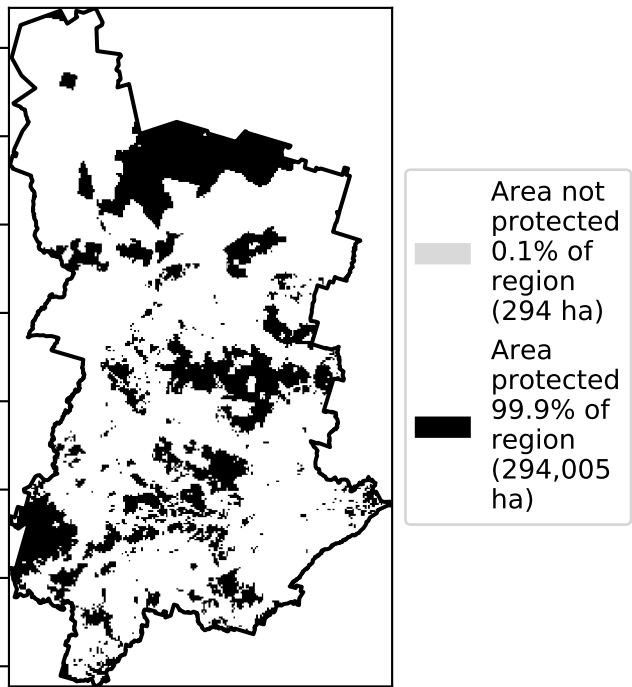 Area not
protected
0.1% of
region
(294 ha)
Area
protected
99.9% of
region
(294,005
ha)